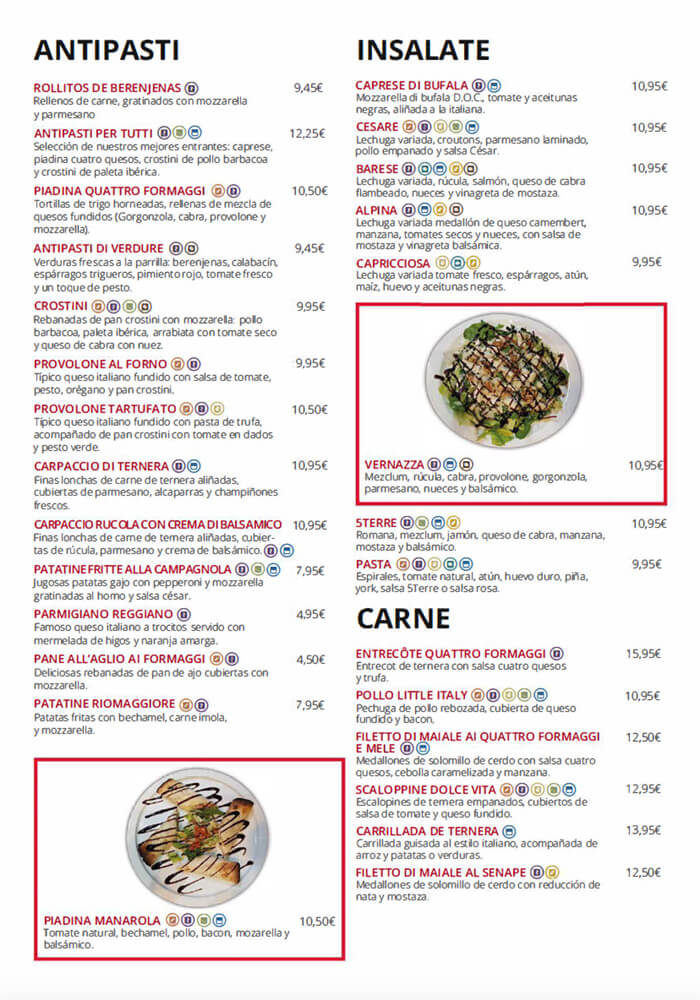 ANTIPASTI
ROLLITOS DE BERENJENAS 9,45€
Rellenos de carne, gratinados con mozzarella
y parmesano
ANTIPASTI PER TUTTI 12,25€
Selección de nuestros mejores entrantes: caprese,
piadina cuatro quesos, crostini de pollo barbacoa
y crostini de paleta ibérica.
PIADINA QUATTRO FORMAGGI 10,50€
Tortillas de trigo horneadas, rellenas de mezcla de
quesos fundidos (Gorgonzola, cabra, provolone y
mozzarella).
ANTIPASTI DI VERDURE 9,45€
Verduras frescas a la parrilla: berenjenas, calabacín,
espárragos trigueros, pimiento rojo, tomate fresco
y un toque de pesto.
CROSTINI 9,95€
Rebanadas de pan crostini con mozzarella: pollo
barbacoa, paleta ibérica, arrabiata con tomate seco
y queso de cabra con nuez.
PROVOLONE AL FORNO 9,95€
Típico queso italiano fundido con salsa de tomate,
pesto, orégano y pan crostini.
PROVOLONE TARTUFATO 10,50€
Típico queso italiano fundido con pasta de trufa,
acompañado de pan crostini con tomate en dados
y pesto verde.
CARPACCIO DI TERNERA 10,95€
Finas lonchas de carne de ternera aliñadas,
cubiertas de parmesano, alcaparras y champiñones
frescos.
CARPACCIO RUCOLA CON CREMA DI BALSAMICO 10,95€
Finas lonchas de carne de ternera aliñadas, cubier-
tas de rúcula, parmesano y crema de balsámico.
PATATINE FRITTE ALLA CAMPAGNOLA 7,95€
Jugosas patatas gajo con pepperoni y mozzarella
gratinadas al horno y salsa césar.
PARMIGIANO REGGIANO 4,95€
Famoso queso italiano a trocitos servido con
mermelada de higos y naranja amarga.
PANE ALL'AGLIO AI FORMAGGI 4,50€
Deliciosas rebanadas de pan de ajo cubiertas con
mozzarella.
PATATINE RIOMAGGIORE 7,95€
Patatas fritas con bechamel, carne imola,
y mozzarella.
PIADINA MANAROLA 10,50€
Tomate natural, bechamel, pollo, bacon, mozarella y
balsámico.
INSALATE
CAPRESE DI BUFALA 10,95€
Mozzarella di bufala D.O.C., tomate y aceitunas
negras, aliñada a la italiana.
CESARE 10,95€
Lechuga variada, croutons, parmesano laminado,
pollo empanado y salsa César.
BARESE 10,95€
Lechuga variada, rúcula, salmón, queso de cabra
flambeado, nueces y vinagreta de mostaza.
ALPINA 10,95€
Lechuga variada medallón de queso camembert,
manzana, tomates secos y nueces, con salsa de
mostaza y vinagreta balsámica.
CAPRICCIOSA 9,95€
Lechuga variada tomate fresco, espárragos, atún,
maíz, huevo y aceitunas negras.
VERNAZZA 10,95€
Mezclum, rúcula, cabra, provolone, gorgonzola,
parmesano, nueces y balsámico.
5TERRE 10,95€
Romana, mezclum, jamón, queso de cabra, manzana,
mostaza y balsámico.
PASTA 9,95€
Espirales, tomate natural, atún, huevo duro, piña,
york, salsa 5Terre o salsa rosa.
CARNE
ENTRECÔTE QUATTRO FORMAGGI 15,95€
Entrecot de ternera con salsa cuatro quesos
y trufa.
POLLO LITTLE ITALY 10,95€
Pechuga de pollo rebozada, cubierta de queso
fundido y bacon.
FILETTO DI MAIALE AI QUATTRO FORMAGGI 12,50€
E MELE
Medallones de solomillo de cerdo con salsa cuatro
quesos, cebolla caramelizada y manzana.
SCALOPPINE DOLCE VITA 12,95€
Escalopines de ternera empanados, cubiertos de
salsa de tomate y queso fundido.
CARRILLADA DE TERNERA 13,95€
Carrillada guisada al estilo italiano, acompañada de
arroz y patatas o verduras.
FILETTO DI MAIALE AL SENAPE 12,50€
Medallones de solomillo de cerdo con reducción de
nata y mostaza.